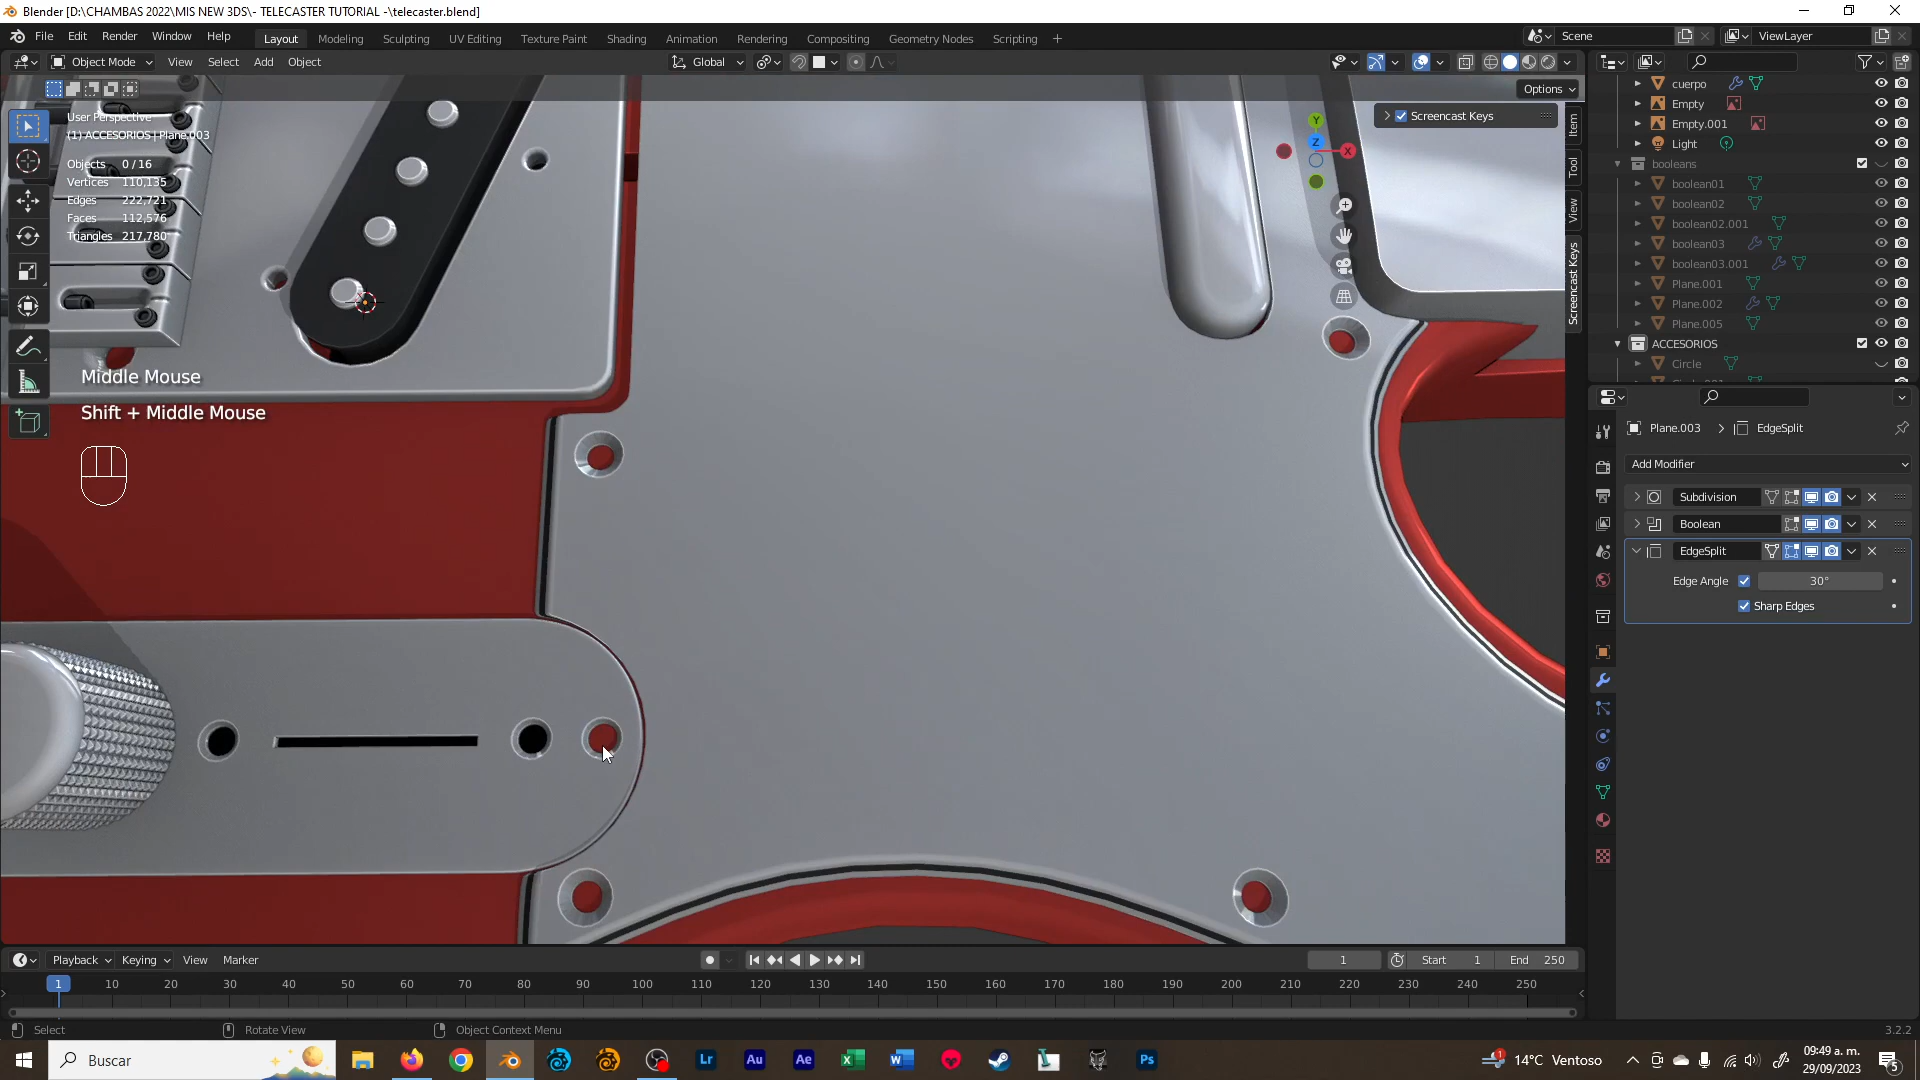 Blender [D:\CHAMBAS 2022\MIS NEW 3DS\- TELECASTER TUTORIAL -\telecaster.blend]
File Edit Render Window Help Layout Modeling Sculpting UV Editing Texture Paint Shading Animation Rendering Compositing Geometry Nodes Scripting + Scene ViewLayer
Object Mode View Select Add Object Global
Options
User Perspective
(1) ACCESORIOS | Plane.003
Objects 0/16
Vertices 110,135
Edges 222,721
Faces 112,576
Triangles 217,780
Screencast Keys
Y
Z
X
Item
Tool
View
Screencast Keys
Middle Mouse
Shift + Middle Mouse
cuerpo
Empty
Empty.001
Light
booleans
boolean01
boolean02
boolean02.001
boolean03
boolean03.001
Plane.001
Plane.002
Plane.005
ACCESORIOS
Circle
Plane.003 > EdgeSplit
Add Modifier
Subdivision
Boolean
EdgeSplit
Edge Angle 30°
Sharp Edges
Playback Keying View Marker 1 Start 1 End 250
1 10 20 30 40 50 60 70 80 90 100 110 120 130 140 150 160 170 180 190 200 210 220 230 240 250
Select Rotate View Object Context Menu 3.2.2
Buscar Lr Au Ae Ps 1 14°C Ventoso 09:49 a. m.
29/09/2023 5